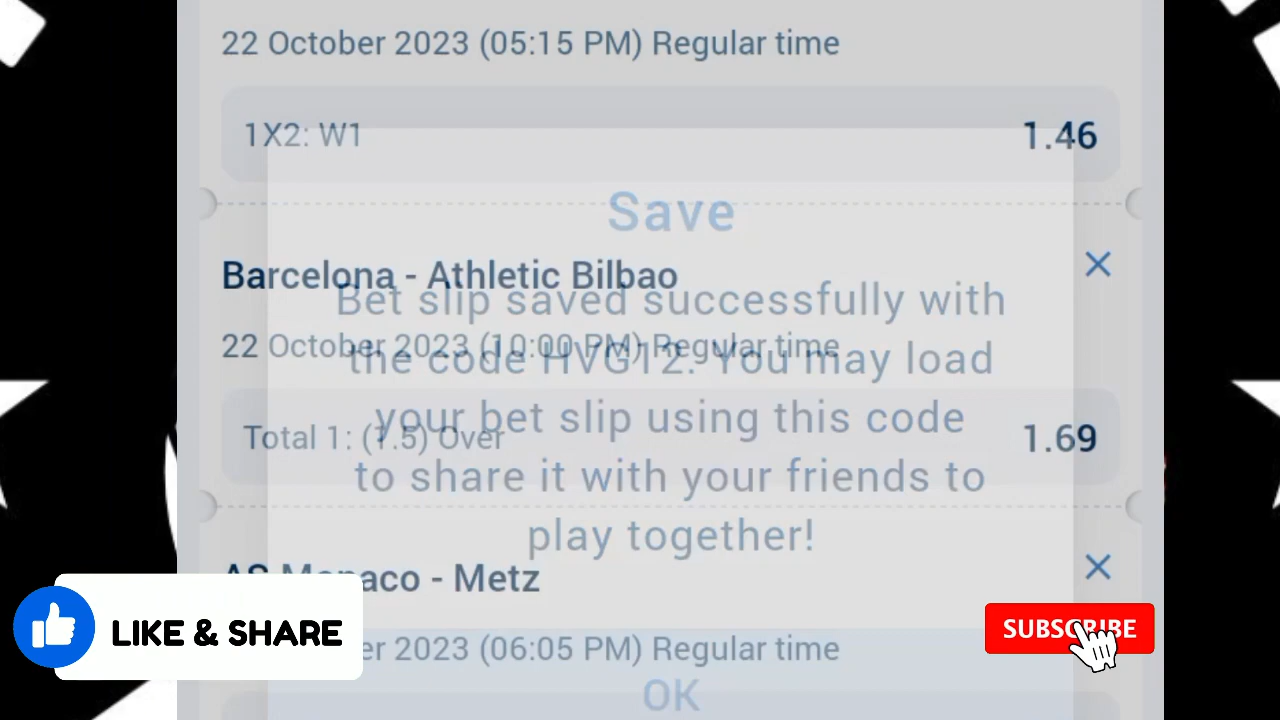 22 October 2023 (05:15 PM) Regular time
1X2: W1 1.46
Save
Barcelona - Athletic Bilbao
Bet slip saved successfully with
22 October 2023 (10:00 PM) Regular time
the code HVG12. You may load
your bet slip using this code
Total 1: (1.5) Over 1.69
to share it with your friends to
play together!
AS Monaco - Metz
LIKE & SHARE
SUBSCRIBE
er 2023 (06:05 PM) Regular time
OK